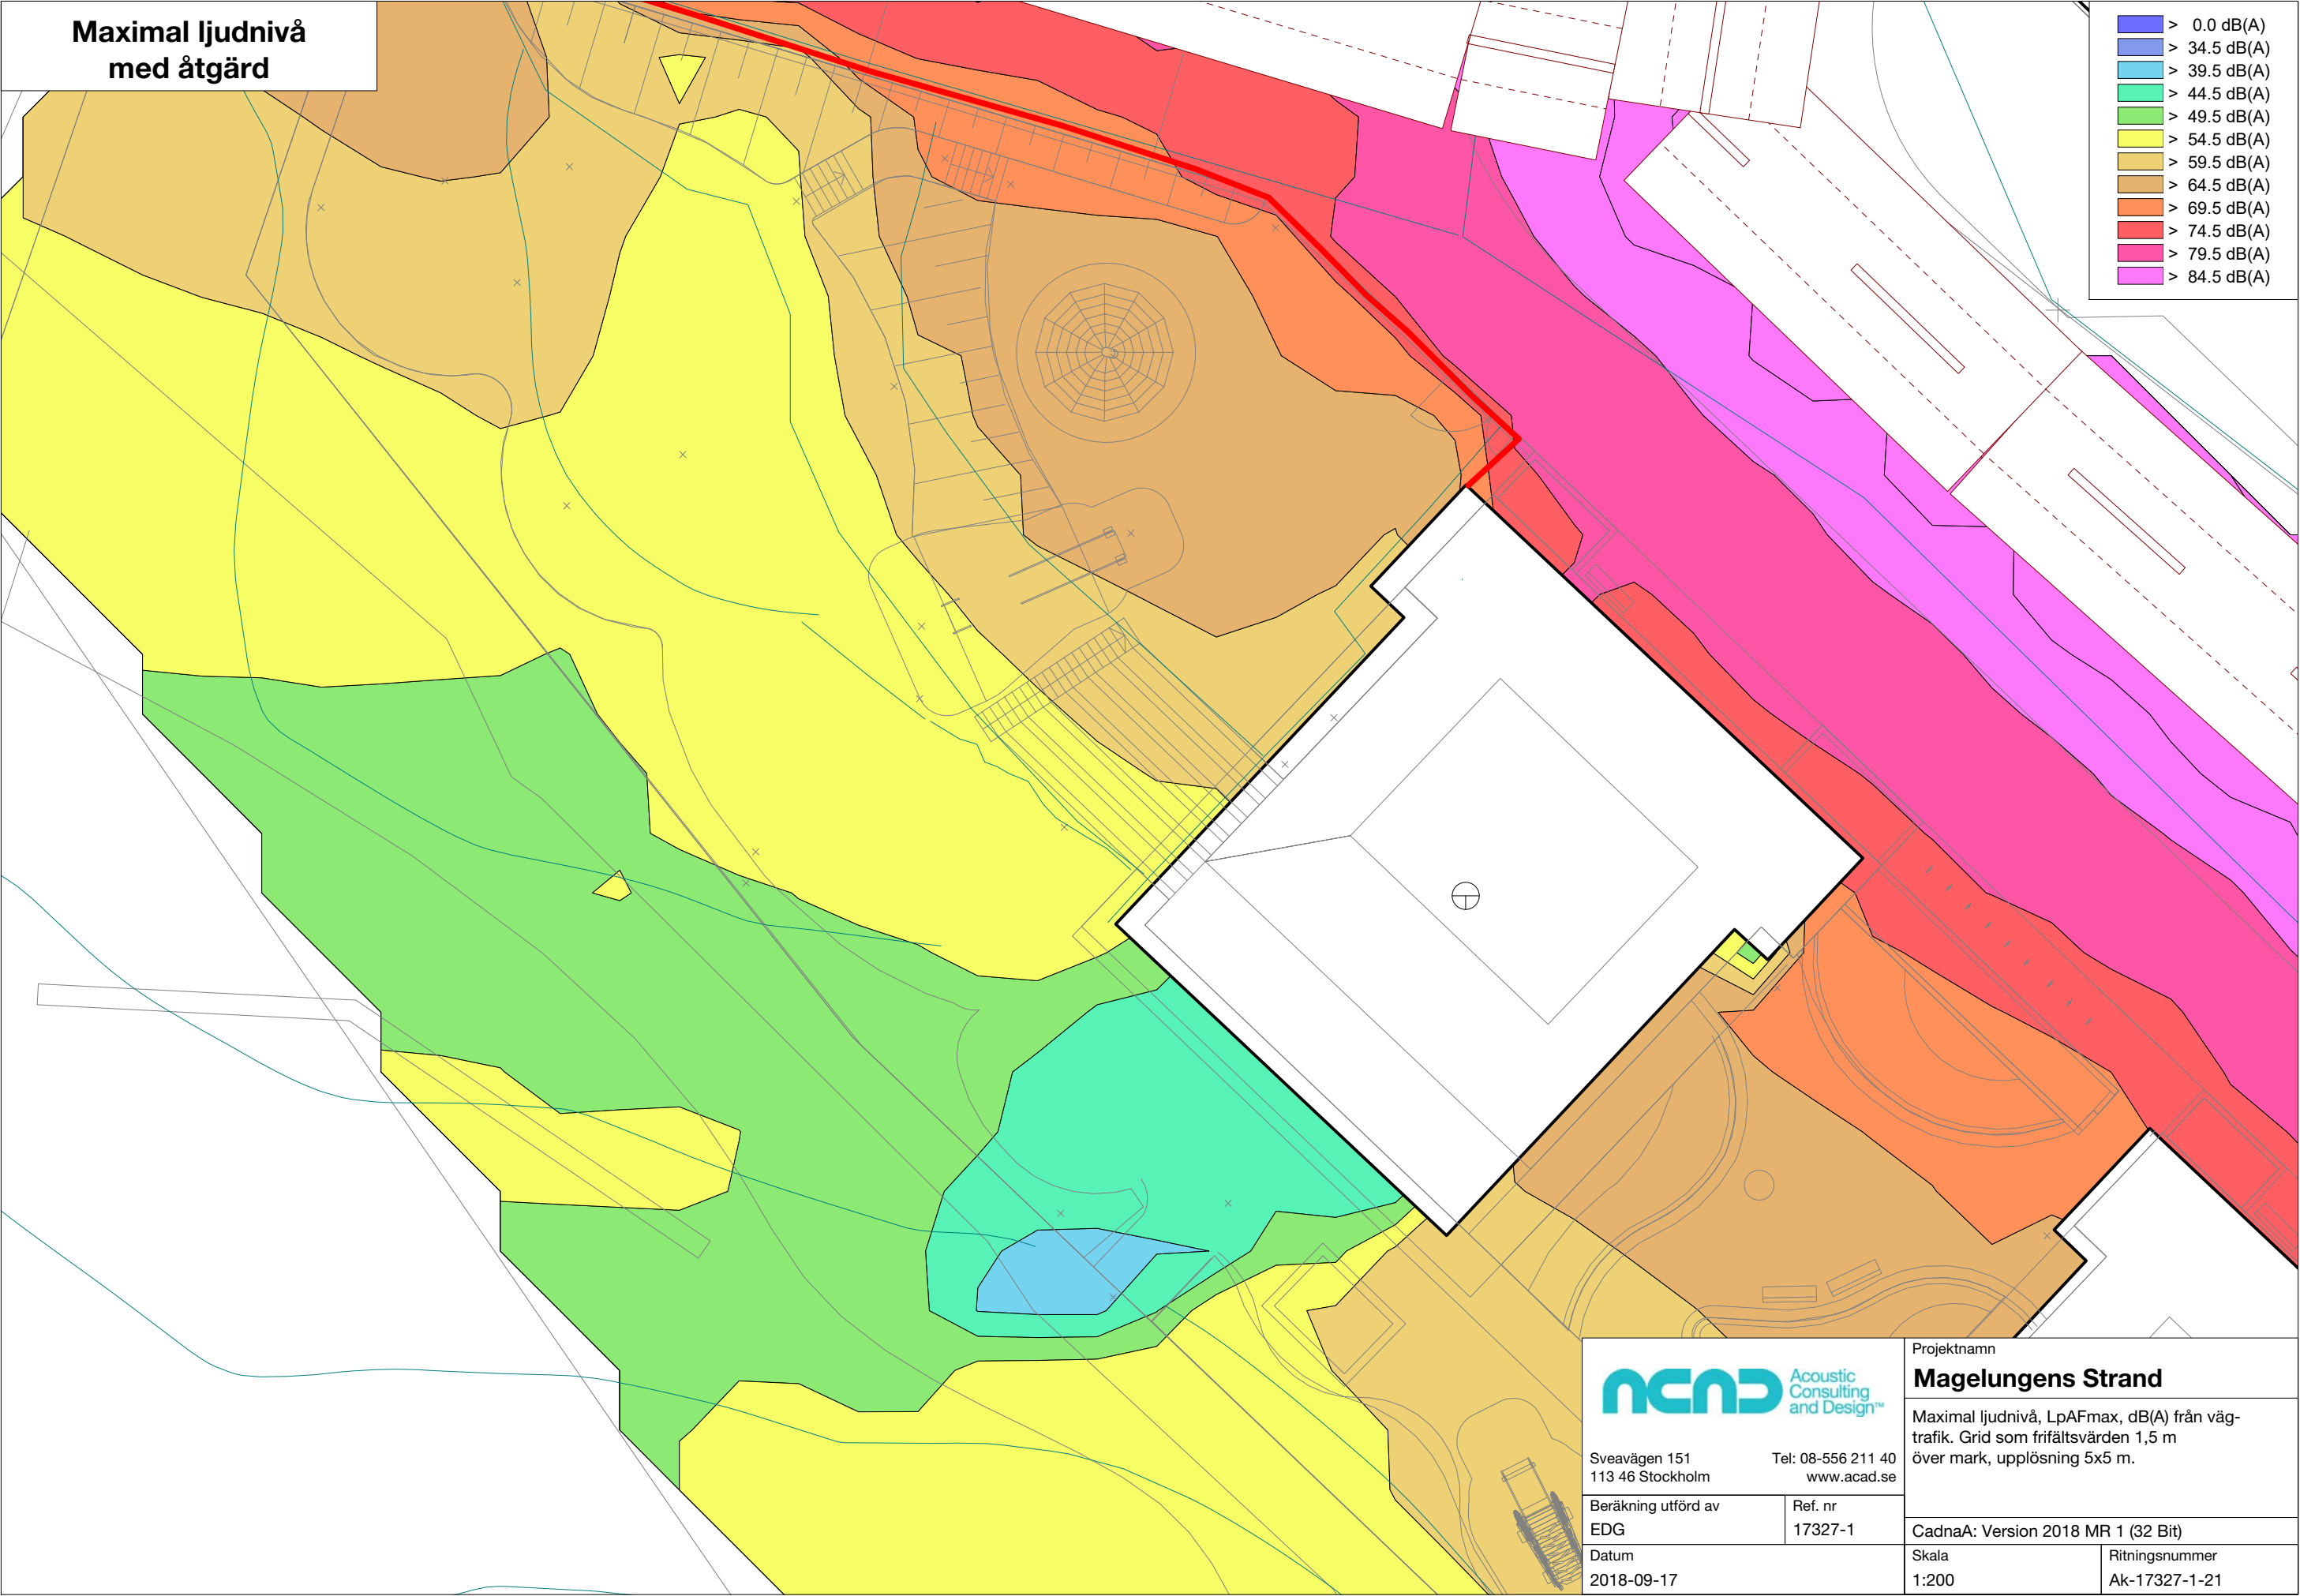 Maximal ljudnivå
med åtgärd
> 0.0 dB(A)
> 34.5 dB(A)
> 39.5 dB(A)
> 44.5 dB(A)
> 49.5 dB(A)
> 54.5 dB(A)
> 59.5 dB(A)
> 64.5 dB(A)
> 69.5 dB(A)
> 74.5 dB(A)
> 79.5 dB(A)
> 84.5 dB(A)
ACAD
Acoustic
Consulting
and Design™
Sveavägen 151
113 46 Stockholm
Tel: 08-556 211 40
www.acad.se
Beräkning utförd av
EDG
Ref. nr
17327-1
Datum
2018-09-17
Projektnamn
Magelungens Strand
Maximal ljudnivå, LpAFmax, dB(A) från väg-
trafik. Grid som frifältsvärden 1,5 m
över mark, upplösning 5x5 m.
CadnaA: Version 2018 MR 1 (32 Bit)
Skala
1:200
Ritningsnummer
Ak-17327-1-21